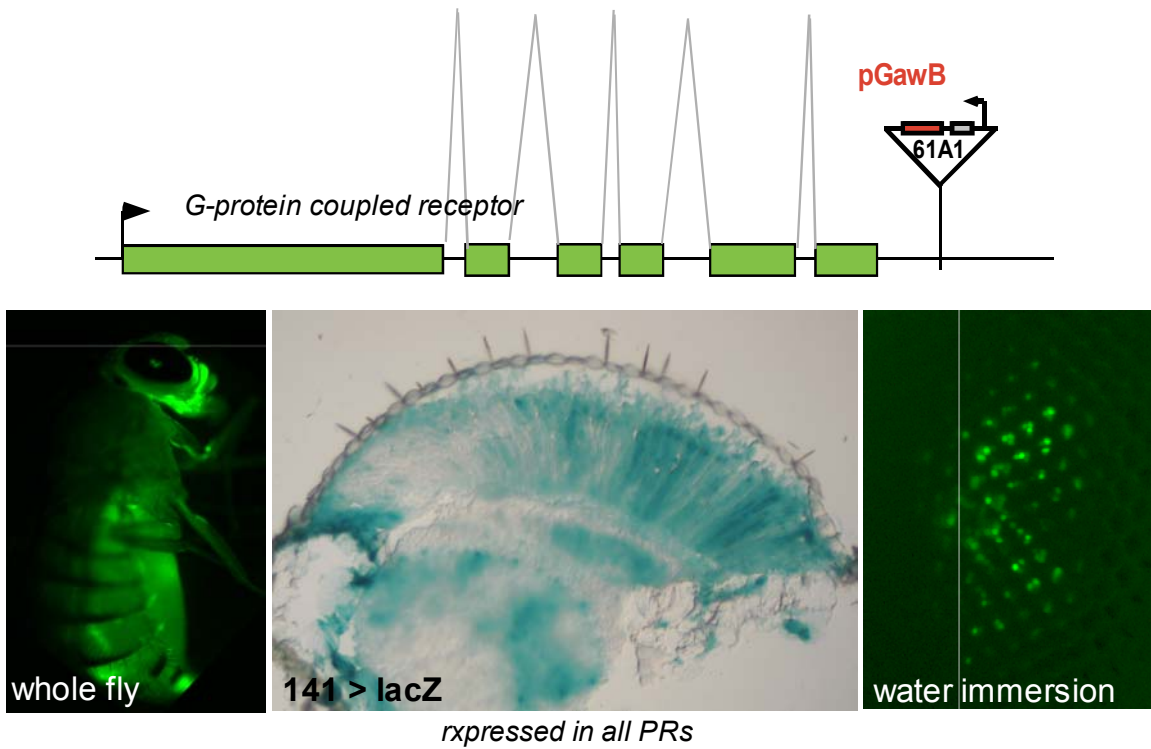 pGawB
61A1
G-protein coupled receptor
whole fly
141 > lacZ
water immersion
rxpressed in all PRs